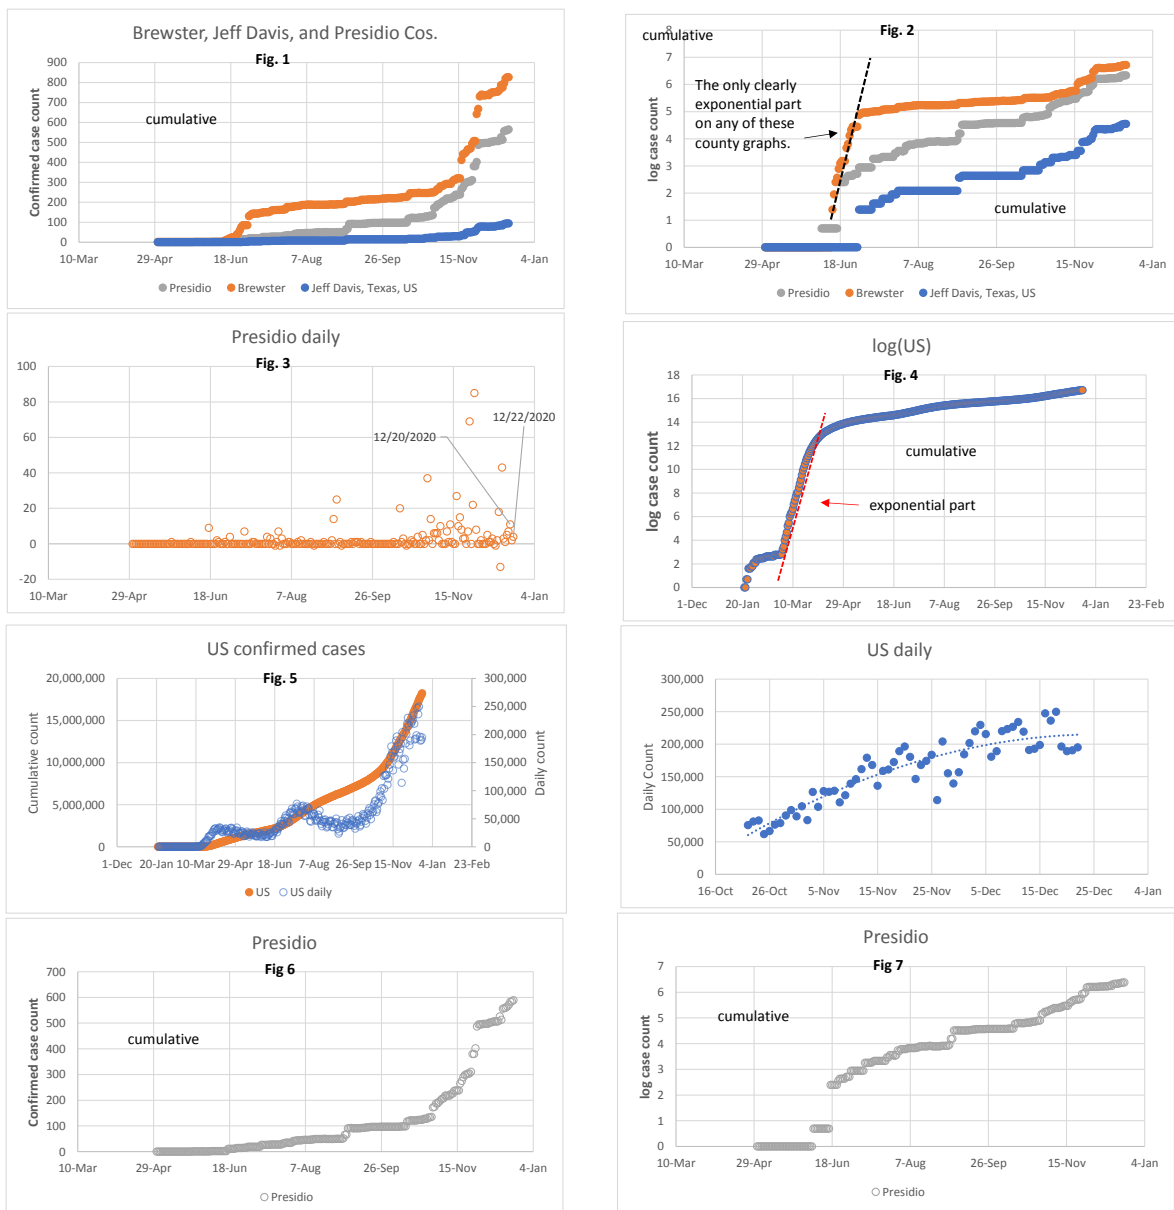 Brewster, Jeff Davis, and Presidio Cos.
Fig. 1
cumulative
Confirmed case count
900
800
700
600
500
400
300
200
100
0
10-Mar 29-Apr 18-Jun 7-Aug 26-Sep 15-Nov 4-Jan
Presidio Brewster Jeff Davis, Texas, US
Fig. 2
cumulative
The only clearly
exponential part
on any of these
county graphs.
cumulative
log case count
8
7
6
5
4
3
2
1
0
10-Mar 29-Apr 18-Jun 7-Aug 26-Sep 15-Nov 4-Jan
Presidio Brewster Jeff Davis, Texas, US
Presidio daily
Fig. 3
12/20/2020
12/22/2020
100
80
60
40
20
0
-20
10-Mar 29-Apr 18-Jun 7-Aug 26-Sep 15-Nov 4-Jan
log(US)
Fig. 4
cumulative
exponential part
log case count
18
16
14
12
10
8
6
4
2
0
1-Dec 20-Jan 10-Mar 29-Apr 18-Jun 7-Aug 26-Sep 15-Nov 4-Jan 23-Feb
US confirmed cases
Fig. 5
Cumulative count
20,000,000
15,000,000
10,000,000
5,000,000
0
300,000
250,000
200,000
150,000
100,000
50,000
0
Daily count
1-Dec 20-Jan 10-Mar 29-Apr 18-Jun 7-Aug 26-Sep 15-Nov 4-Jan 23-Feb
US US daily
US daily
Daily Count
300,000
250,000
200,000
150,000
100,000
50,000
0
16-Oct 26-Oct 5-Nov 15-Nov 25-Nov 5-Dec 15-Dec 25-Dec 4-Jan
Presidio
Fig 6
cumulative
Confirmed case count
700
600
500
400
300
200
100
0
10-Mar 29-Apr 18-Jun 7-Aug 26-Sep 15-Nov 4-Jan
Presidio
Presidio
Fig 7
cumulative
log case count
7
6
5
4
3
2
1
0
10-Mar 29-Apr 18-Jun 7-Aug 26-Sep 15-Nov 4-Jan
Presidio